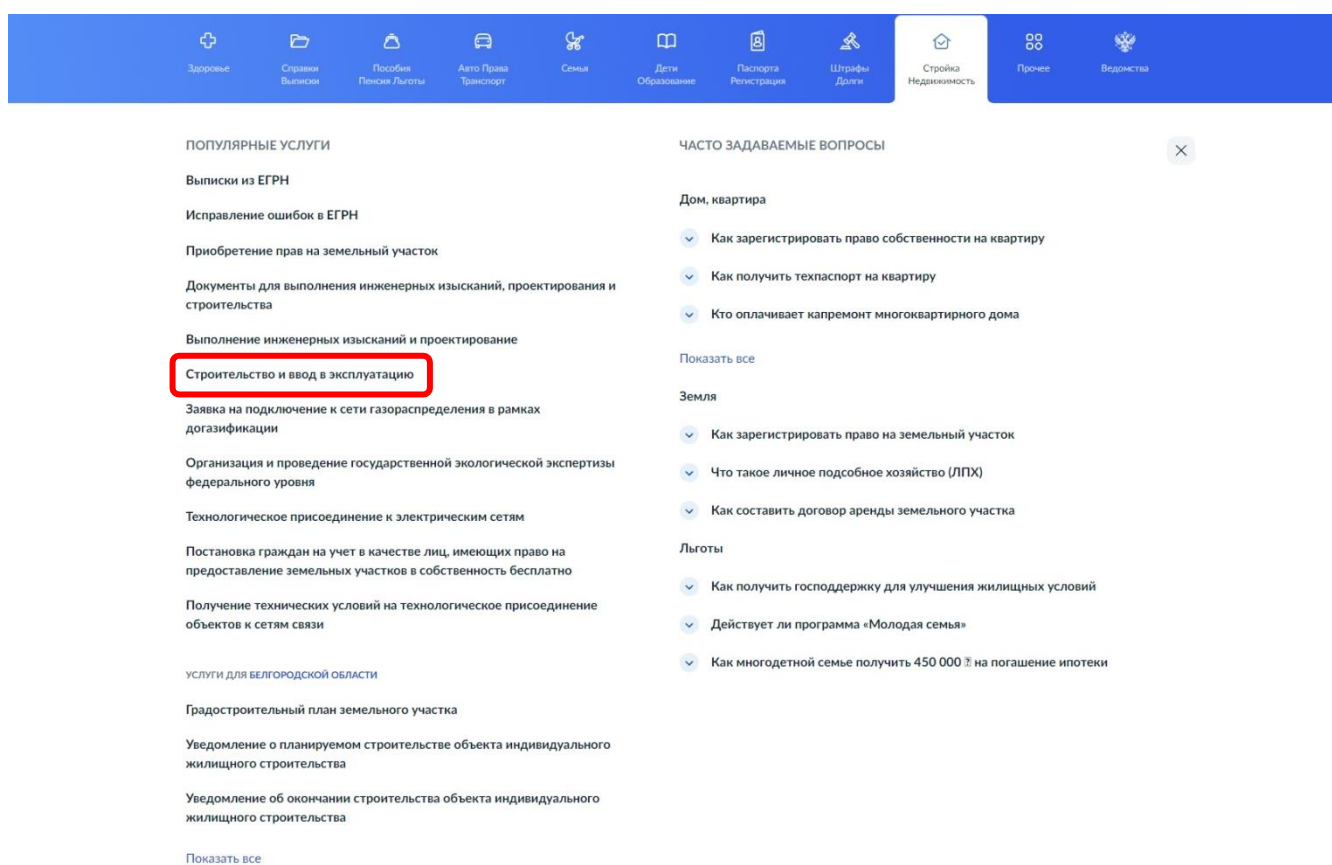 Здоровье
Справки
Выписки
Пособия
Пенсия Льготы
Авто Права
Транспорт
Семья
Дети
Образование
Паспорта
Регистрация
Штрафы
Долги
Стройка
Недвижимость
Прочее
Ведомства
ПОПУЛЯРНЫЕ УСЛУГИ
Выписки из ЕГРН
Исправление ошибок в ЕГРН
Приобретение прав на земельный участок
Документы для выполнения инженерных изысканий, проектирования и
строительства
Выполнение инженерных изысканий и проектирование
Строительство и ввод в эксплуатацию
Заявка на подключение к сети газораспределения в рамках
догазификации
Организация и проведение государственной экологической экспертизы
федерального уровня
Технологическое присоединение к электрическим сетям
Постановка граждан на учет в качестве лиц, имеющих право на
предоставление земельных участков в собственность бесплатно
Получение технических условий на технологическое присоединение
объектов к сетям связи
УСЛУГИ ДЛЯ БЕЛГОРОДСКОЙ ОБЛАСТИ
Градостроительный план земельного участка
Уведомление о планируемом строительстве объекта индивидуального
жилищного строительства
Уведомление об окончании строительства объекта индивидуального
жилищного строительства
Показать все
ЧАСТО ЗАДАВАЕМЫЕ ВОПРОСЫ
Дом, квартира
Как зарегистрировать право собственности на квартиру
Как получить техпаспорт на квартиру
Кто оплачивает капремонт многоквартирного дома
Показать все
Земля
Как зарегистрировать право на земельный участок
Что такое личное подсобное хозяйство (ЛПХ)
Как составить договор аренды земельного участка
Льготы
Как получить господдержку для улучшения жилищных условий
Действует ли программа «Молодая семья»
Как многодетной семье получить 450 000 на погашение ипотеки